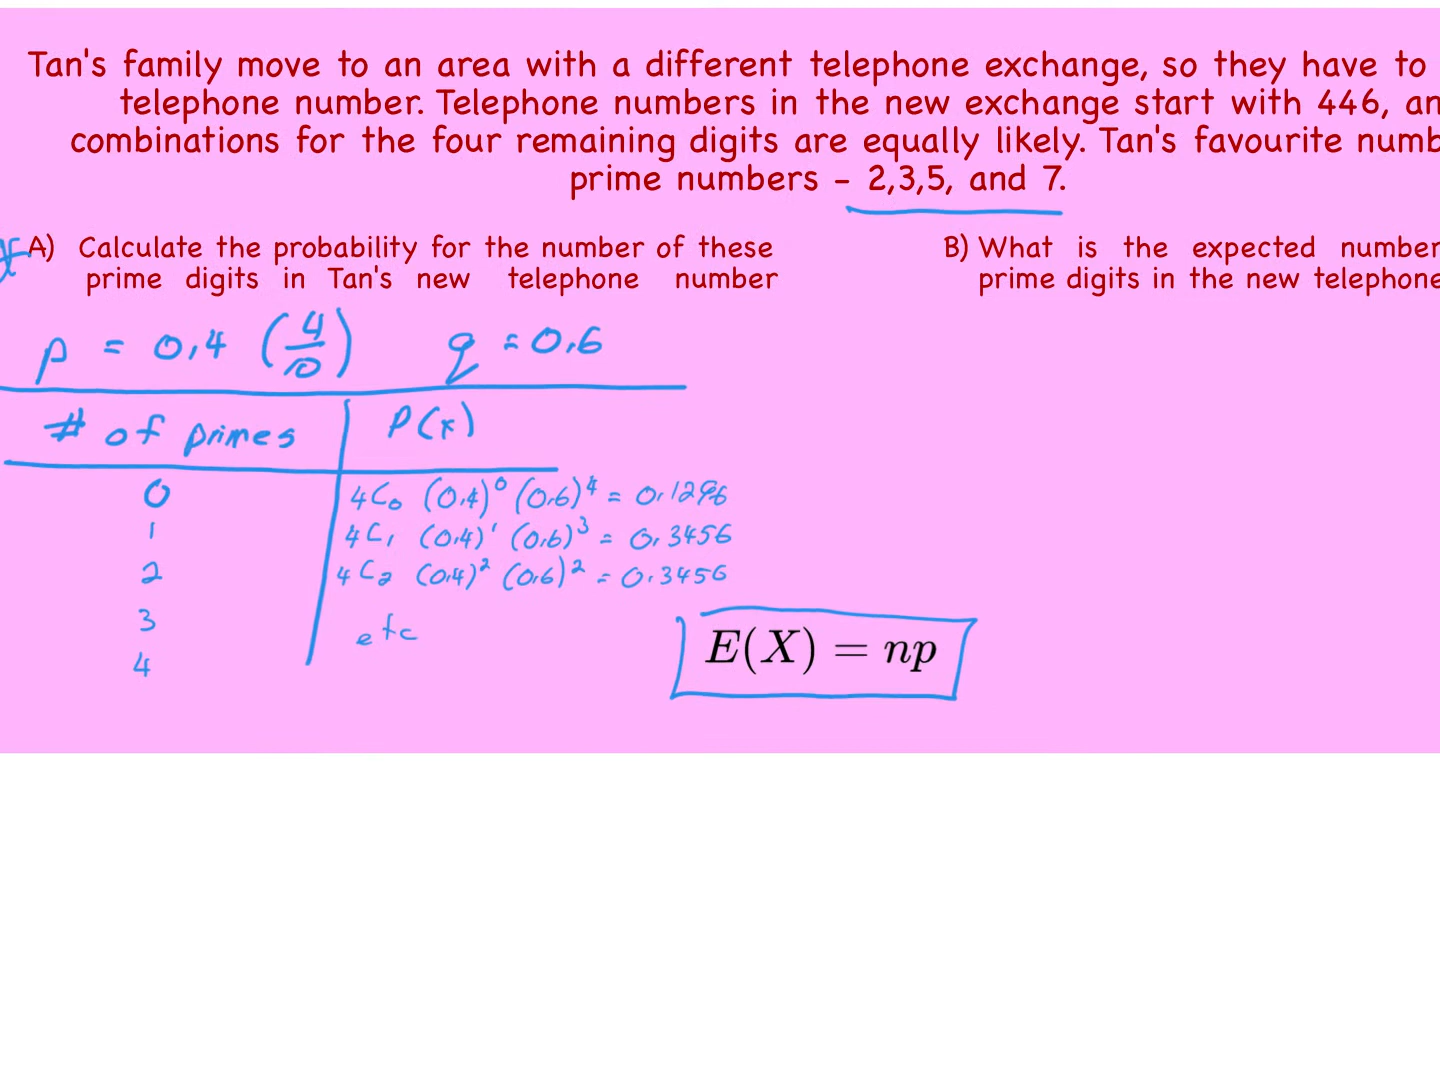 Tan's family move to an area with a different telephone exchange, so they have to
telephone number. Telephone numbers in the new exchange start with 446, an
combinations for the four remaining digits are equally likely. Tan's favourite numb
prime numbers - 2,3,5, and 7.
A) Calculate the probability for the number of these
prime digits in Tan's new telephone number
B) What is the expected number
prime digits in the new telephone
p = 0,4 (4/10) q = 0.6
# of primes P(x)
0 4C0 (0.4)^0 (0.6)^4 = 0.1296
1 4C1 (0.4)^1 (0.6)^3 = 0.3456
2 4C2 (0.4)^2 (0.6)^2 = 0.3456
3 etc
4
E(X) = np